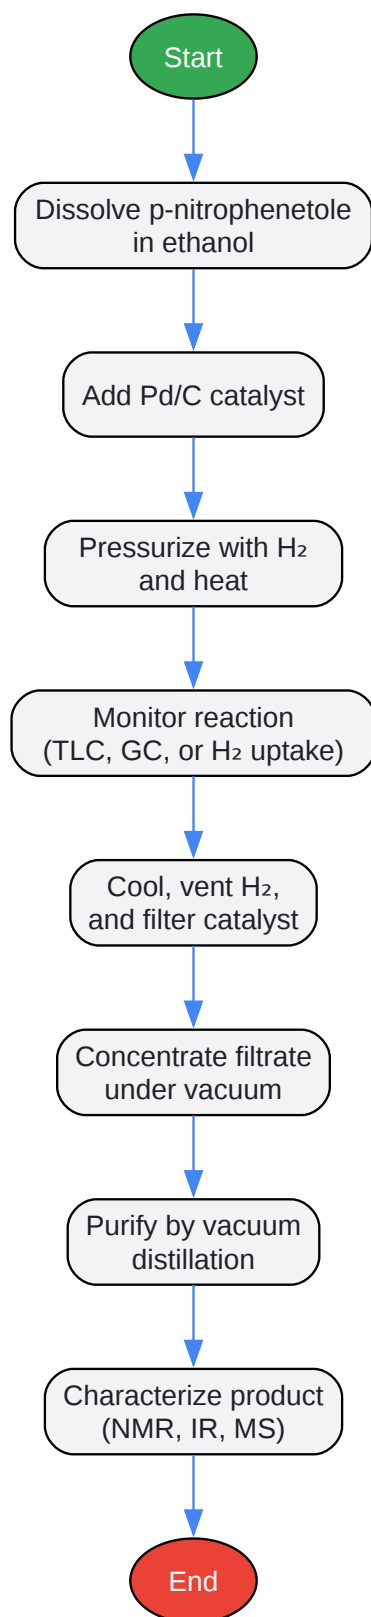 Start
Dissolve p-nitrophenetole
in ethanol
Add Pd/C catalyst
Pressurize with H₂
and heat
Monitor reaction
(TLC, GC, or H₂ uptake)
Cool, vent H₂,
and filter catalyst
Concentrate filtrate
under vacuum
Purify by vacuum
distillation
Characterize product
(NMR, IR, MS)
End